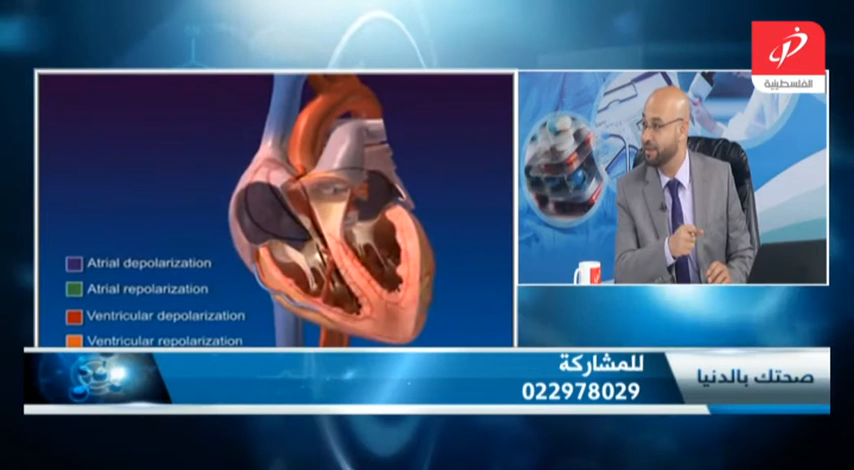 الفلسطينية
Atrial depolarization
Atrial repolarization
Ventricular depolarization
Ventricular repolarization
للمشاركة
022978029
صحتك بالدنيا